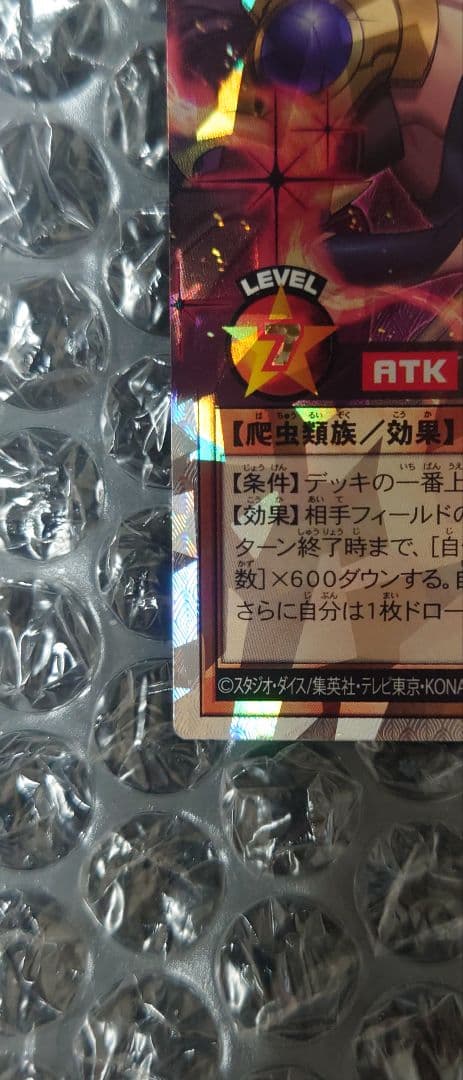 LEVEL
7
ATK
【爬虫類族／効果】
【条件】デッキの一番上
【効果】相手フィールドの
ターン終了時まで、[自
数]×600ダウンする。自
さらに自分は1枚ドロー
©スタジオ・ダイス/集英社・テレビ東京・KONA